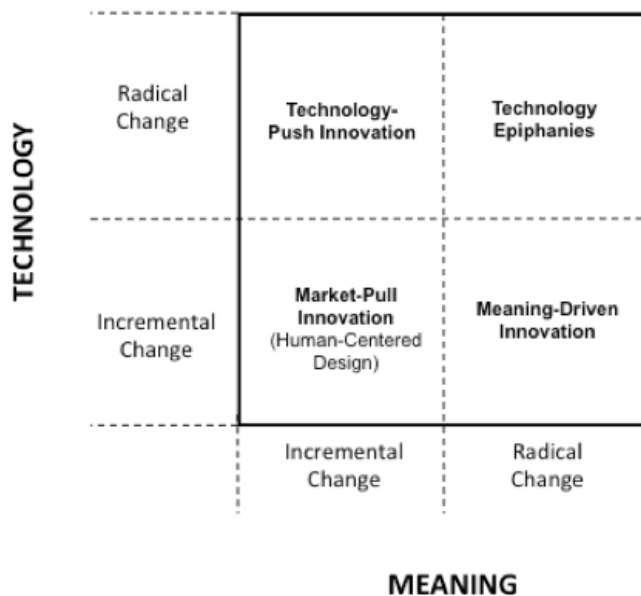 TECHNOLOGY
Radical
Change
Technology-
Push Innovation
Technology
Epiphanies
Incremental
Change
Market-Pull
Innovation
(Human-Centered
Design)
Meaning-Driven
Innovation
Incremental
Change
Radical
Change
MEANING